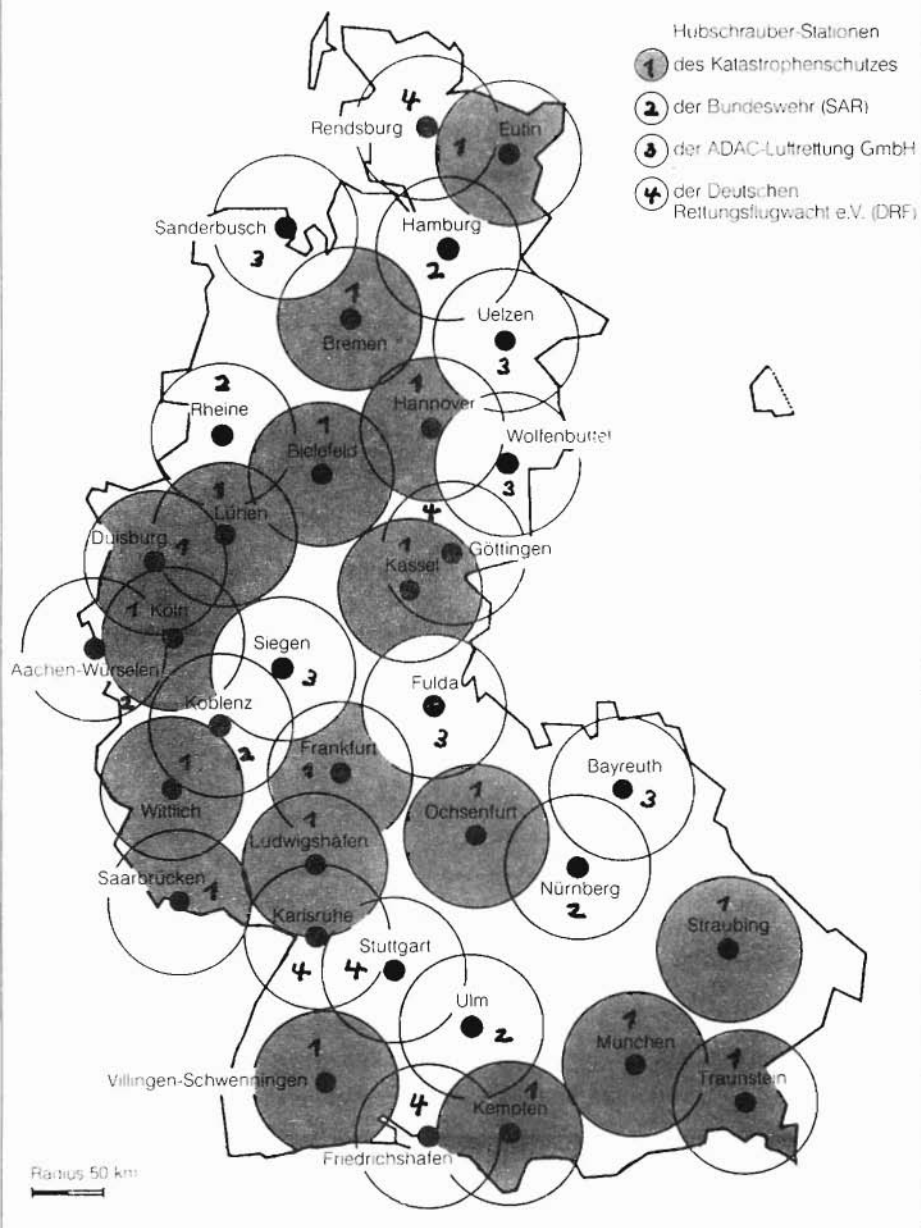 Hubschrauber-Stationen
1 des Katastrophenschutzes
2 der Bundeswehr (SAR)
3 der ADAC-Luftrettung GmbH
4 der Deutschen
Rettungsflugwacht e.V. (DRF)
4
Rendsburg
Eutin
1
Sanderbusch
3
Hamburg
2
1
Bremen
Uelzen
3
2
Rheine
1
Hannover
1
Bielefeld
Wolfenbüttel
3
1
Lünen
Duisburg
1
4
Göttingen
1
Kassel
1
Köln
Aachen-Würselen
2
Siegen
3
Fulda
3
Koblenz
2
Frankfurt
1
1
Wittlich
Bayreuth
3
1
Ochsenfurt
1
Ludwigshafen
Nürnberg
2
Saarbrücken
1
Karlsruhe
4
Stuttgart
4
1
Straubing
Ulm
2
1
München
1
Traunstein
1
Villingen-Schwenningen
4
Friedrichshafen
1
Kempten
Radius 50 km